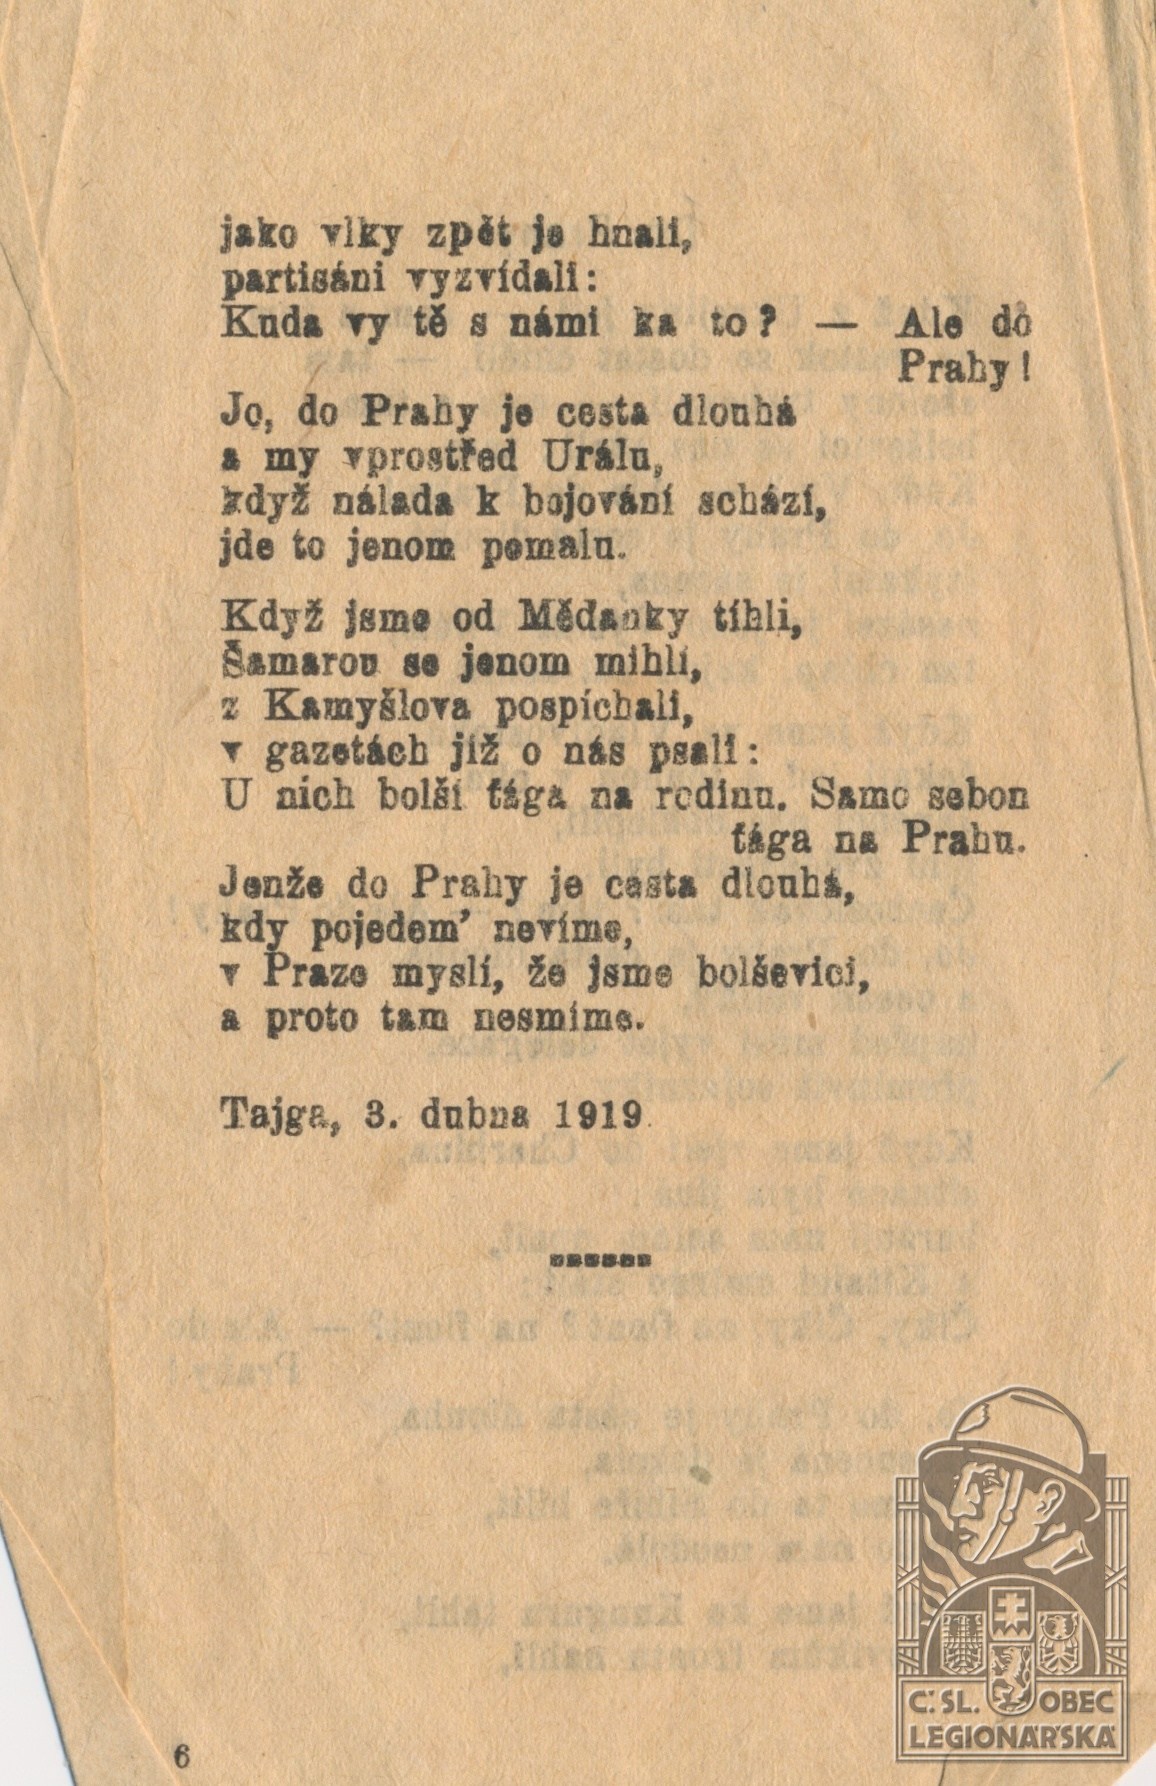 jako vlky zpět je hnali,
partisáni vyzvídali:
Kuda vy tě s námi ka to? — Ale do
Prahy!
Jo, do Prahy je cesta dlouhá
a my vprostřed Urálu,
když nálada k bojování schází,
jde to jenom pomalu.
Když jsme od Mědanky tíhli,
Šamarou se jenom mihli,
z Kamyšlova pospíchali,
v gazetách již o nás psali:
U nich bolší ťága na rodinu. Samo sebou
ťága na Prahu.
Jenže do Prahy je cesta dlouhá,
kdy pojedem’ nevíme,
v Praze myslí, že jsme bolševici,
a proto tam nesmíme.
Tajga, 3. dubna 1919.
6
Č. SL. OBEC
LEGIONÁŘSKÁ